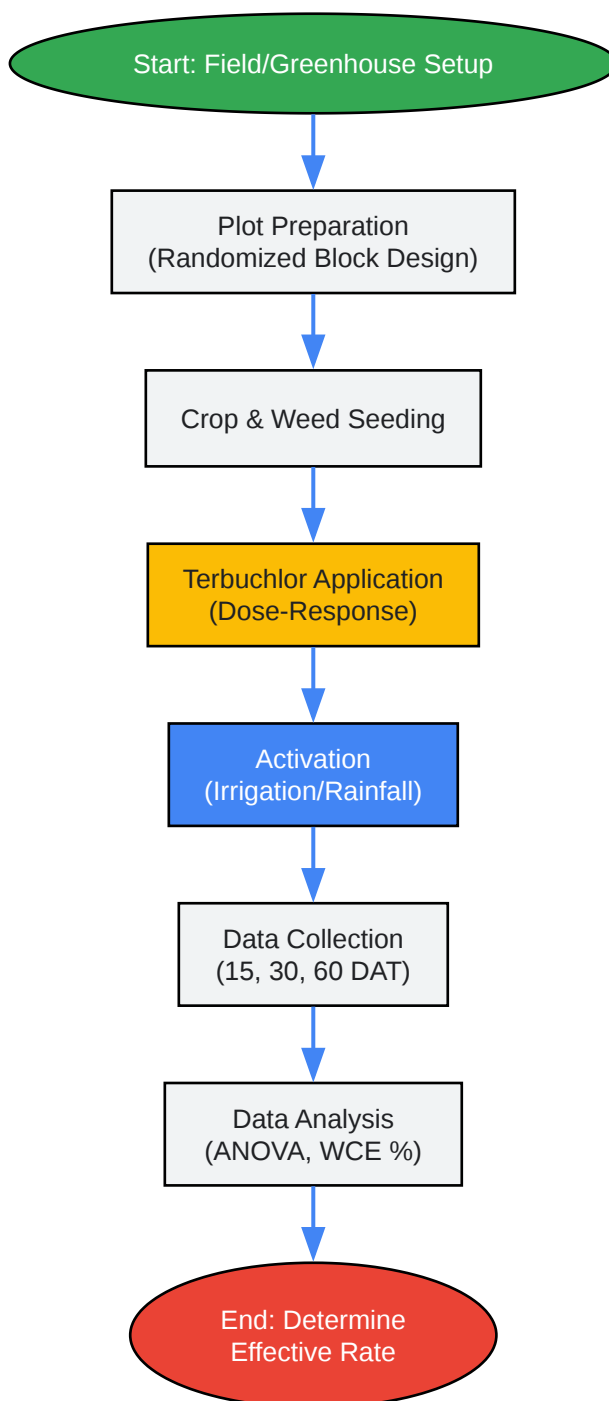 Start: Field/Greenhouse Setup
Plot Preparation
(Randomized Block Design)
Crop & Weed Seeding
Terbuchlor Application
(Dose-Response)
Activation
(Irrigation/Rainfall)
Data Collection
(15, 30, 60 DAT)
Data Analysis
(ANOVA, WCE %)
End: Determine
Effective Rate